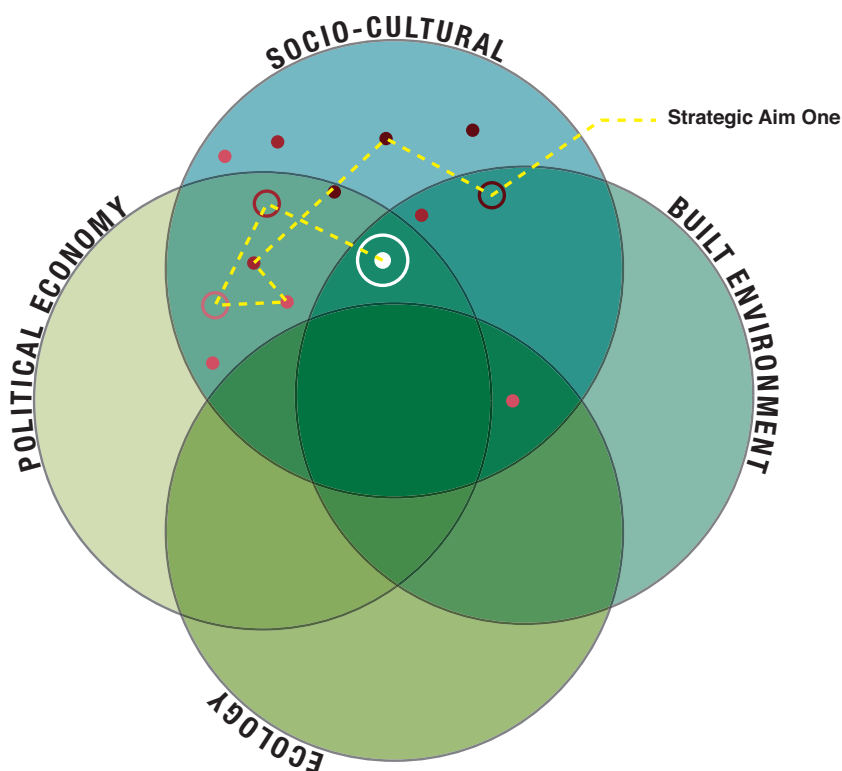 SOCIO-CULTURAL
Strategic Aim One
POLITICAL ECONOMY
BUILT ENVIRONMENT
ECOLOGY